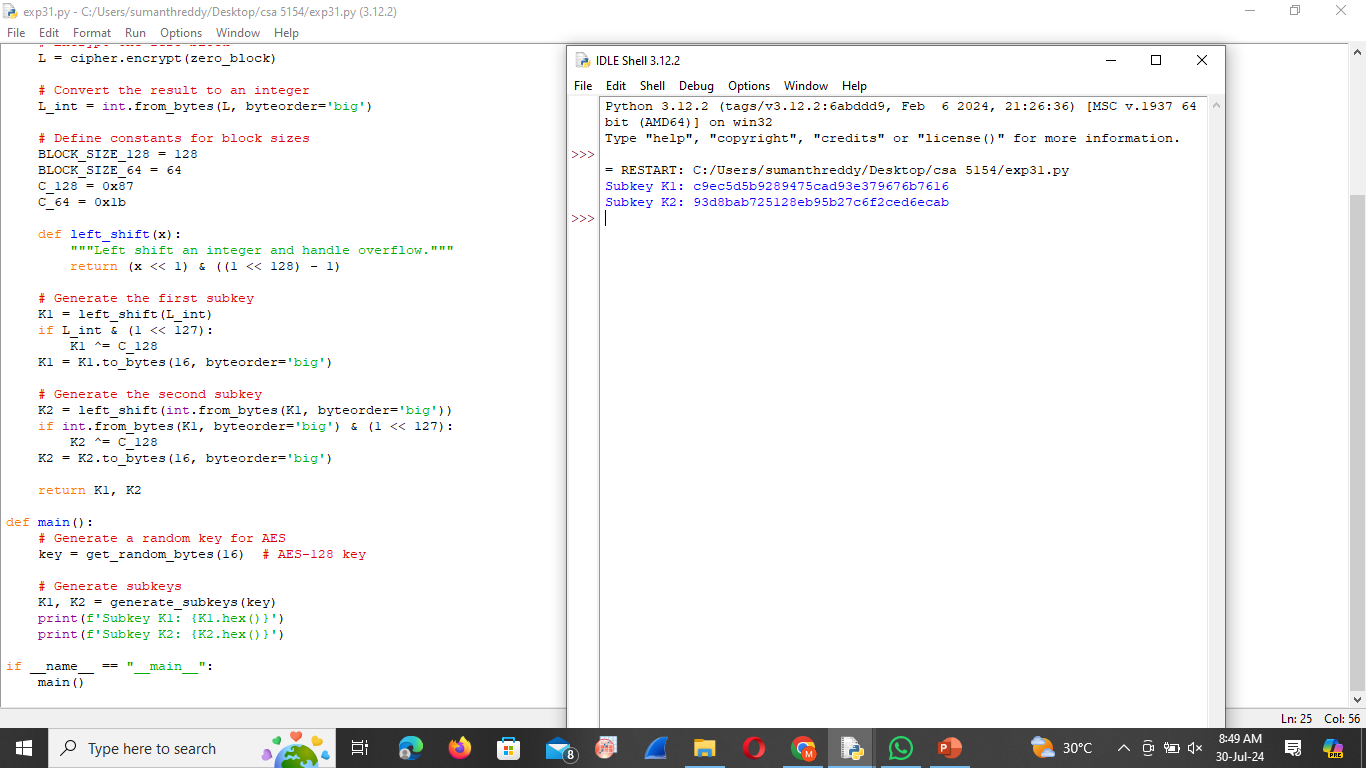 exp31.py - C:/Users/sumanthreddy/Desktop/csa 5154/exp31.py (3.12.2)
File Edit Format Run Options Window Help
L = cipher.encrypt(zero_block)
# Convert the result to an integer
L_int = int.from_bytes(L, byteorder='big')
# Define constants for block sizes
BLOCK_SIZE_128 = 128
BLOCK_SIZE_64 = 64
C_128 = 0x87
C_64 = 0x1b
def left_shift(x):
"""Left shift an integer and handle overflow."""
return (x << 1) & ((1 << 128) - 1)
# Generate the first subkey
K1 = left_shift(L_int)
if L_int & (1 << 127):
K1 ^= C_128
K1 = K1.to_bytes(16, byteorder='big')
# Generate the second subkey
K2 = left_shift(int.from_bytes(K1, byteorder='big'))
if int.from_bytes(K1, byteorder='big') & (1 << 127):
K2 ^= C_128
K2 = K2.to_bytes(16, byteorder='big')
return K1, K2
def main():
# Generate a random key for AES
key = get_random_bytes(16)  # AES-128 key
# Generate subkeys
K1, K2 = generate_subkeys(key)
print(f'Subkey K1: {K1.hex()}')
print(f'Subkey K2: {K2.hex()}')
if __name__ == "__main__":
main()
IDLE Shell 3.12.2
File Edit Shell Debug Options Window Help
Python 3.12.2 (tags/v3.12.2:6abddd9, Feb  6 2024, 21:26:36) [MSC v.1937 64
bit (AMD64)] on win32
Type "help", "copyright", "credits" or "license()" for more information.
>>>
= RESTART: C:/Users/sumanthreddy/Desktop/csa 5154/exp31.py
Subkey K1: c9ec5d5b9289475cad93e379676b7616
Subkey K2: 93d8bab725128eb95b27c6f2ced6ecab
>>>
Ln: 25 Col: 56
Type here to search
8
30°C
8:49 AM
30-Jul-24
PRE